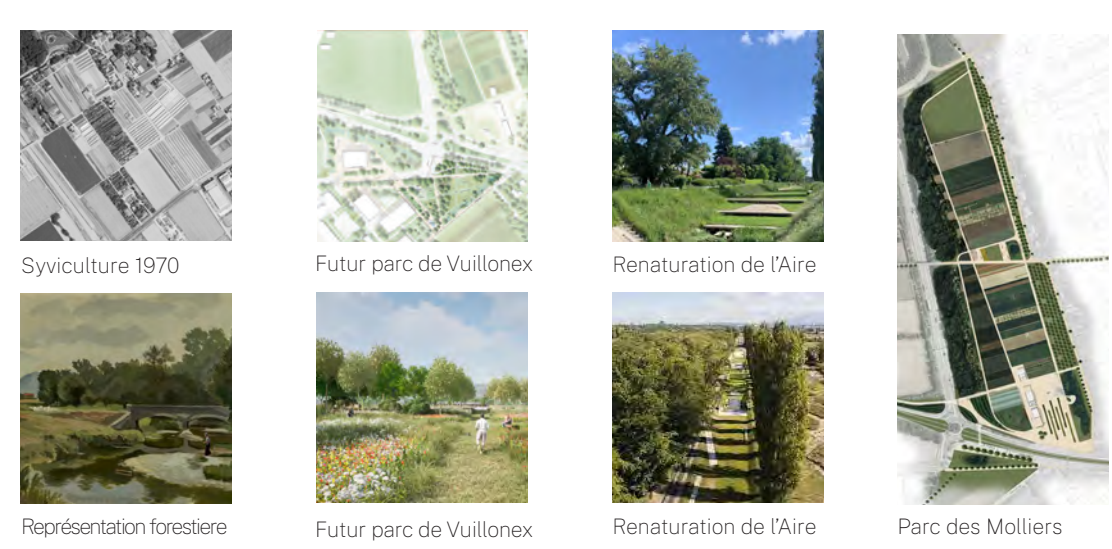 Syviculture 1970
Futur parc de Vuillonex
Renaturation de l'Aire
Représentation forestiere
Futur parc de Vuillonex
Renaturation de l'Aire
Parc des Molliers